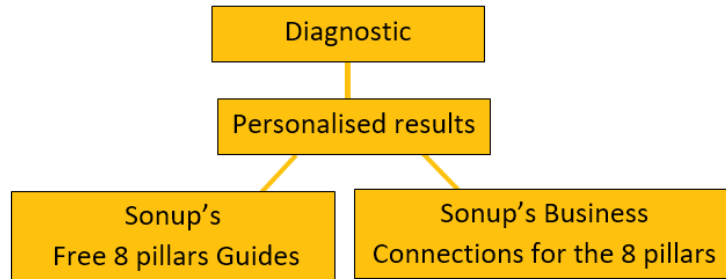 Diagnostic
Personalised results
Sonup’s
Free 8 pillars Guides
Sonup’s Business
Connections for the 8 pillars